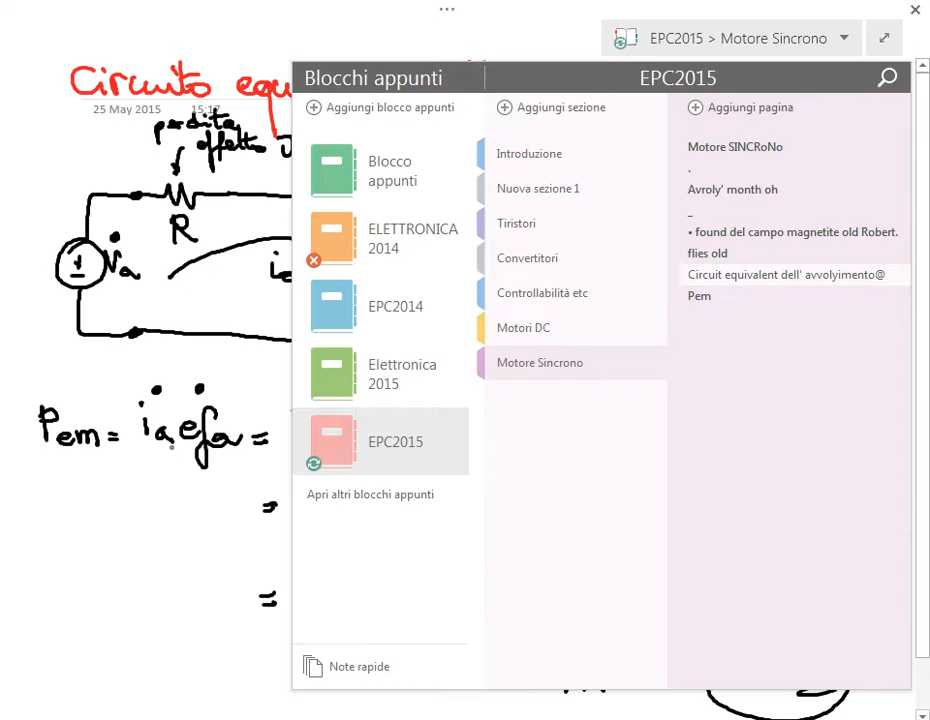 EPC2015 > Motore Sincrono
Circuito equ
25 May 2015 15:17
perdite
effetto
R
Va
Pem = ia efa =
=
=
Blocchi appunti
EPC2015
Aggiungi blocco appunti
Aggiungi sezione
Aggiungi pagina
Blocco
appunti
ELETTRONICA
2014
EPC2014
Elettronica
2015
EPC2015
Apri altri blocchi appunti
Note rapide
Introduzione
Nuova sezione 1
Tiristori
Convertitori
Controllabilità etc
Motori DC
Motore Sincrono
Motore SINCRoNo
.
Avroly' month oh
_
• found del campo magnetite old Robert.
flies old
Circuit equivalent dell' avvolyimento@
Pem